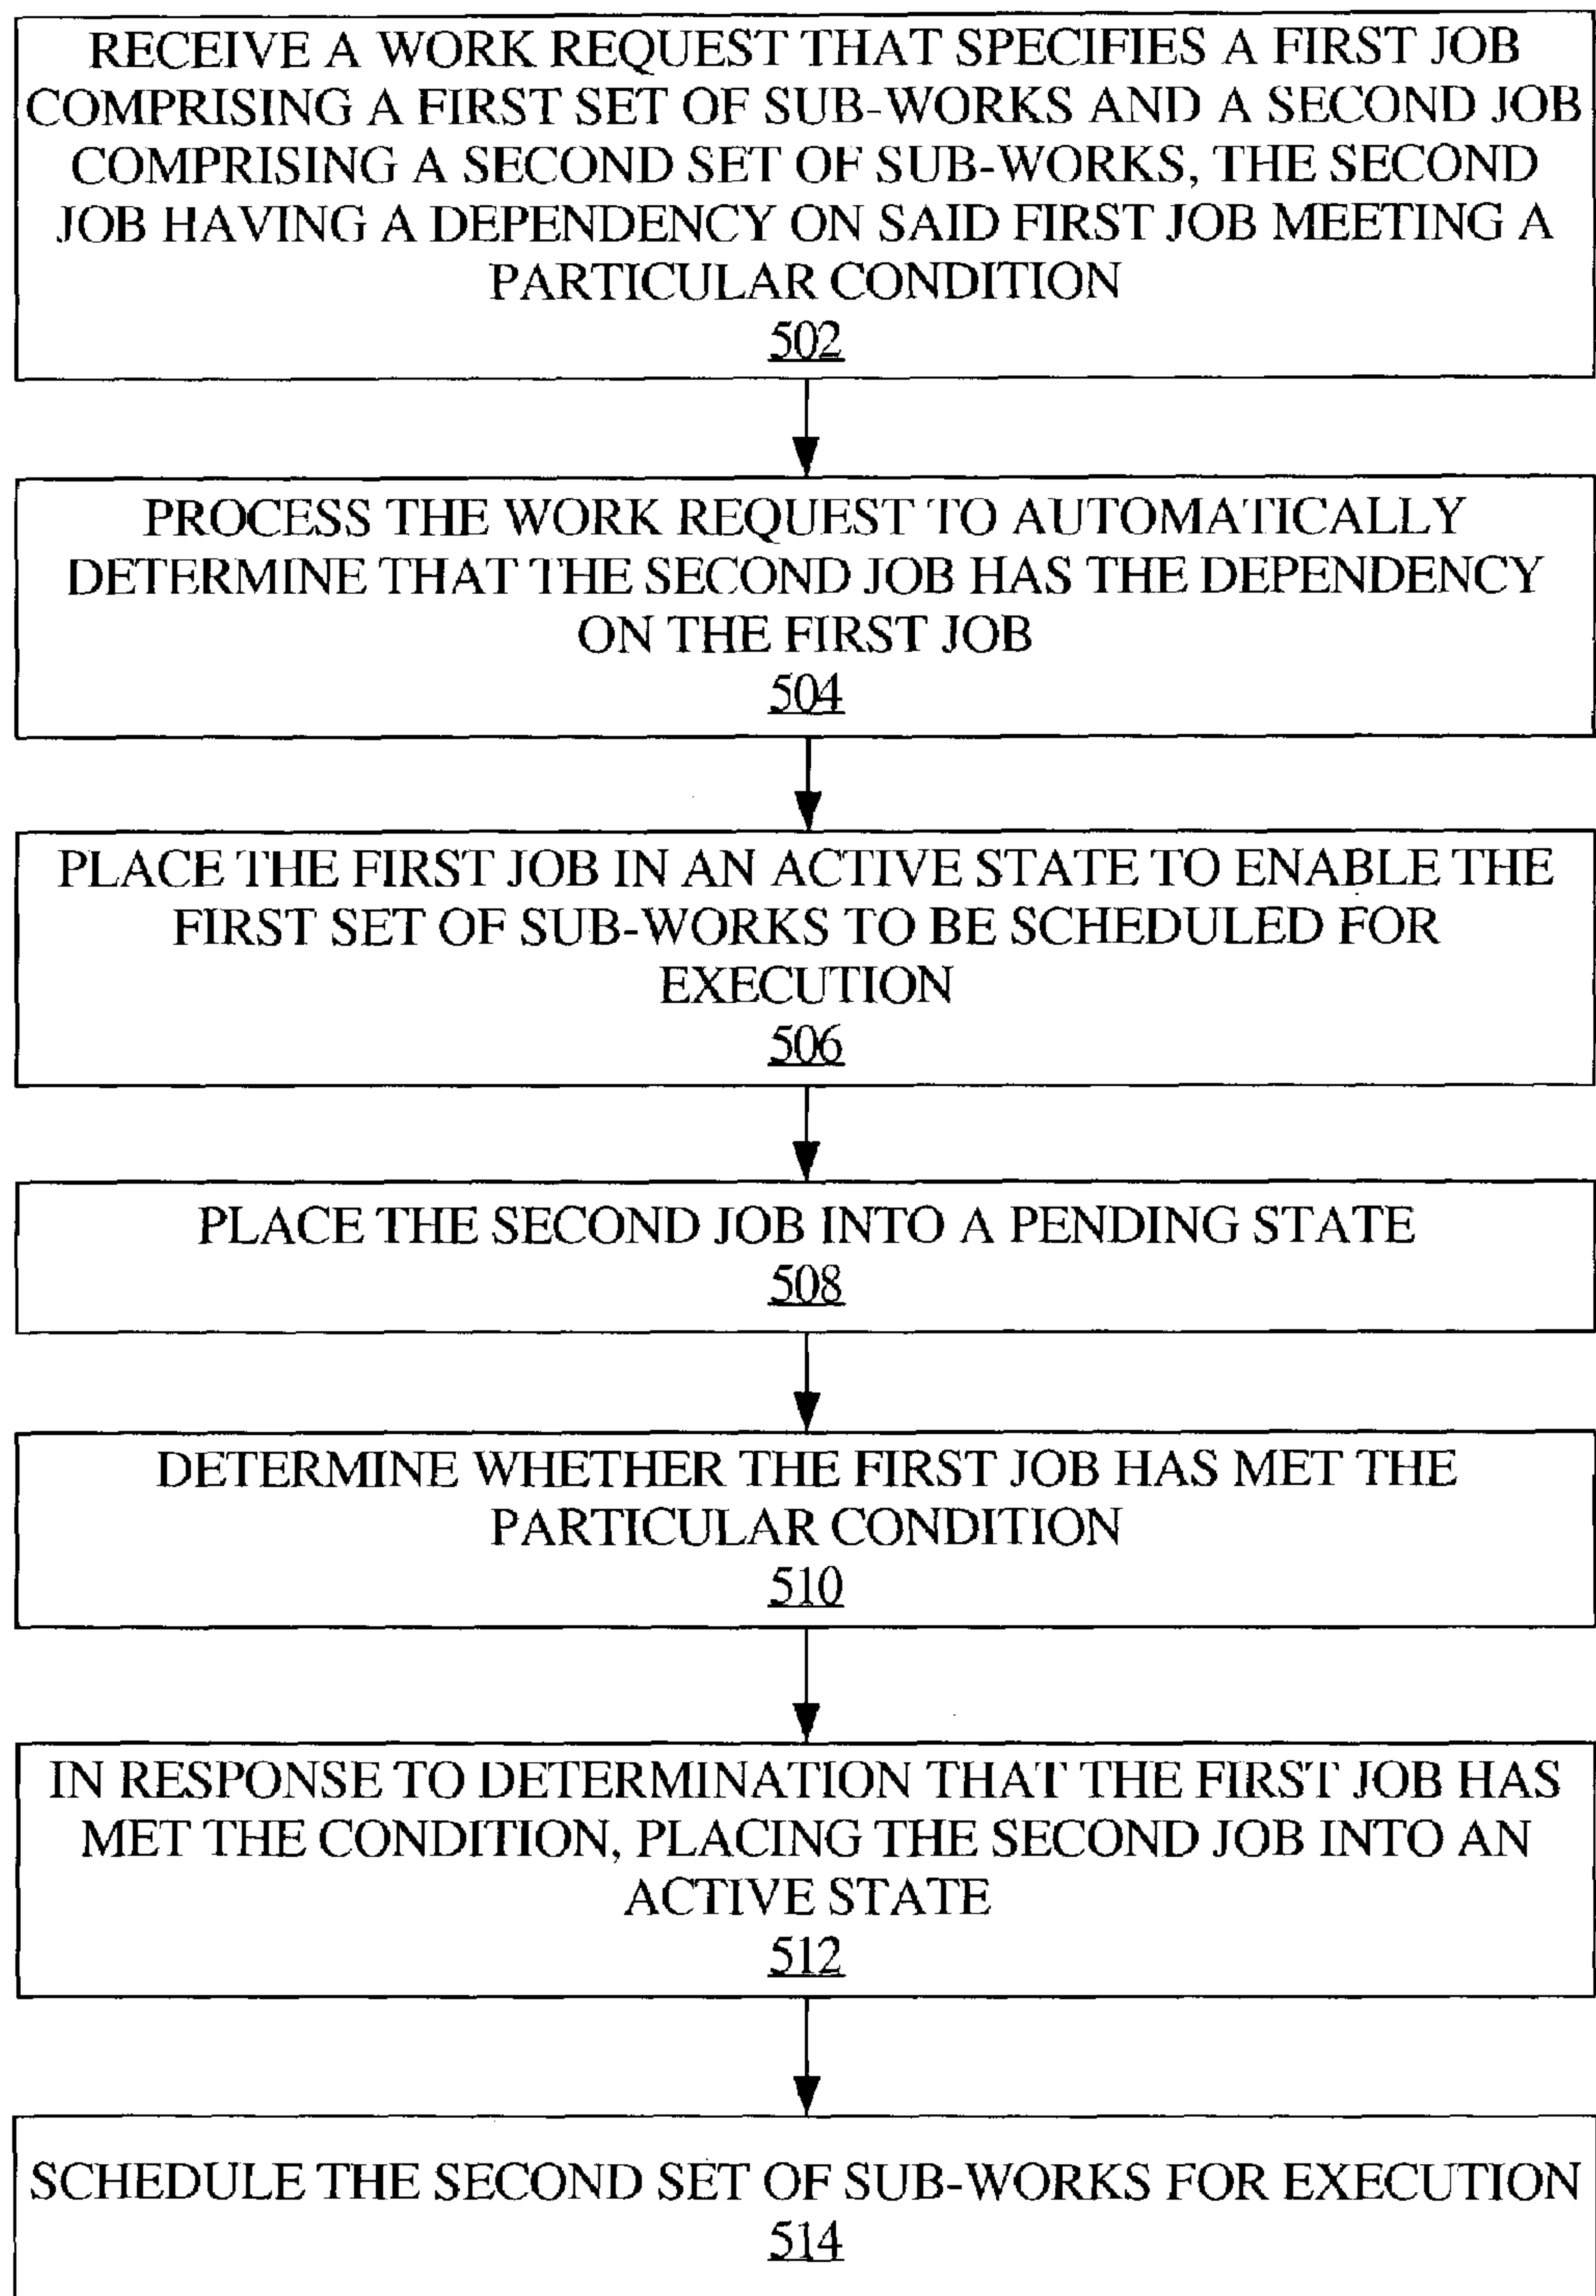 RECEIVE A WORK REQUEST THAT SPECIFIES A FIRST JOB
COMPRISING A FIRST SET OF SUB-WORKS AND A SECOND JOB
COMPRISING A SECOND SET OF SUB-WORKS, THE SECOND
JOB HAVING A DEPENDENCY ON SAID FIRST JOB MEETING A
PARTICULAR CONDITION
502
PROCESS THE WORK REQUEST TO AUTOMATICALLY
DETERMINE THAT THE SECOND JOB HAS THE DEPENDENCY
ON THE FIRST JOB
504
PLACE THE FIRST JOB IN AN ACTIVE STATE TO ENABLE THE
FIRST SET OF SUB-WORKS TO BE SCHEDULED FOR
EXECUTION
506
PLACE THE SECOND JOB INTO A PENDING STATE
508
DETERMINE WHETHER THE FIRST JOB HAS MET THE
PARTICULAR CONDITION
510
IN RESPONSE TO DETERMINATION THAT THE FIRST JOB HAS
MET THE CONDITION, PLACING THE SECOND JOB INTO AN
ACTIVE STATE
512
SCHEDULE THE SECOND SET OF SUB-WORKS FOR EXECUTION
514